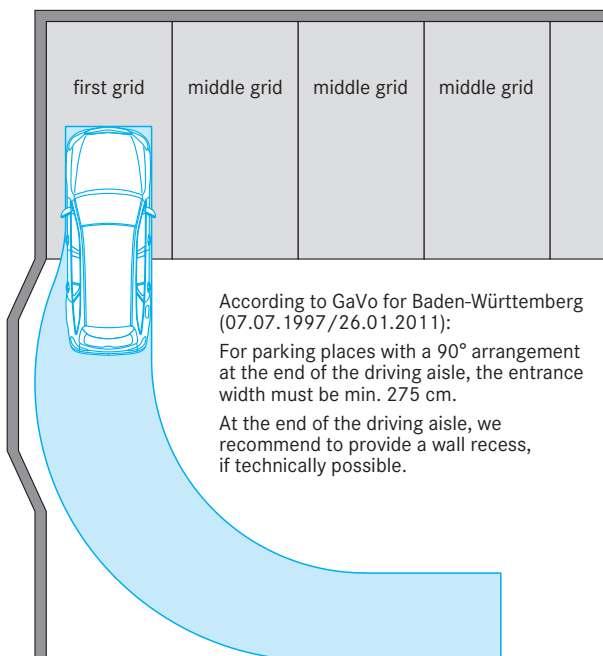 first grid
middle grid
middle grid
middle grid
According to GaVo for Baden-Württemberg
(07.07.1997/26.01.2011):
For parking places with a 90° arrangement
at the end of the driving aisle, the entrance
width must be min. 275 cm.
At the end of the driving aisle, we
recommend to provide a wall recess,
if technically possible.